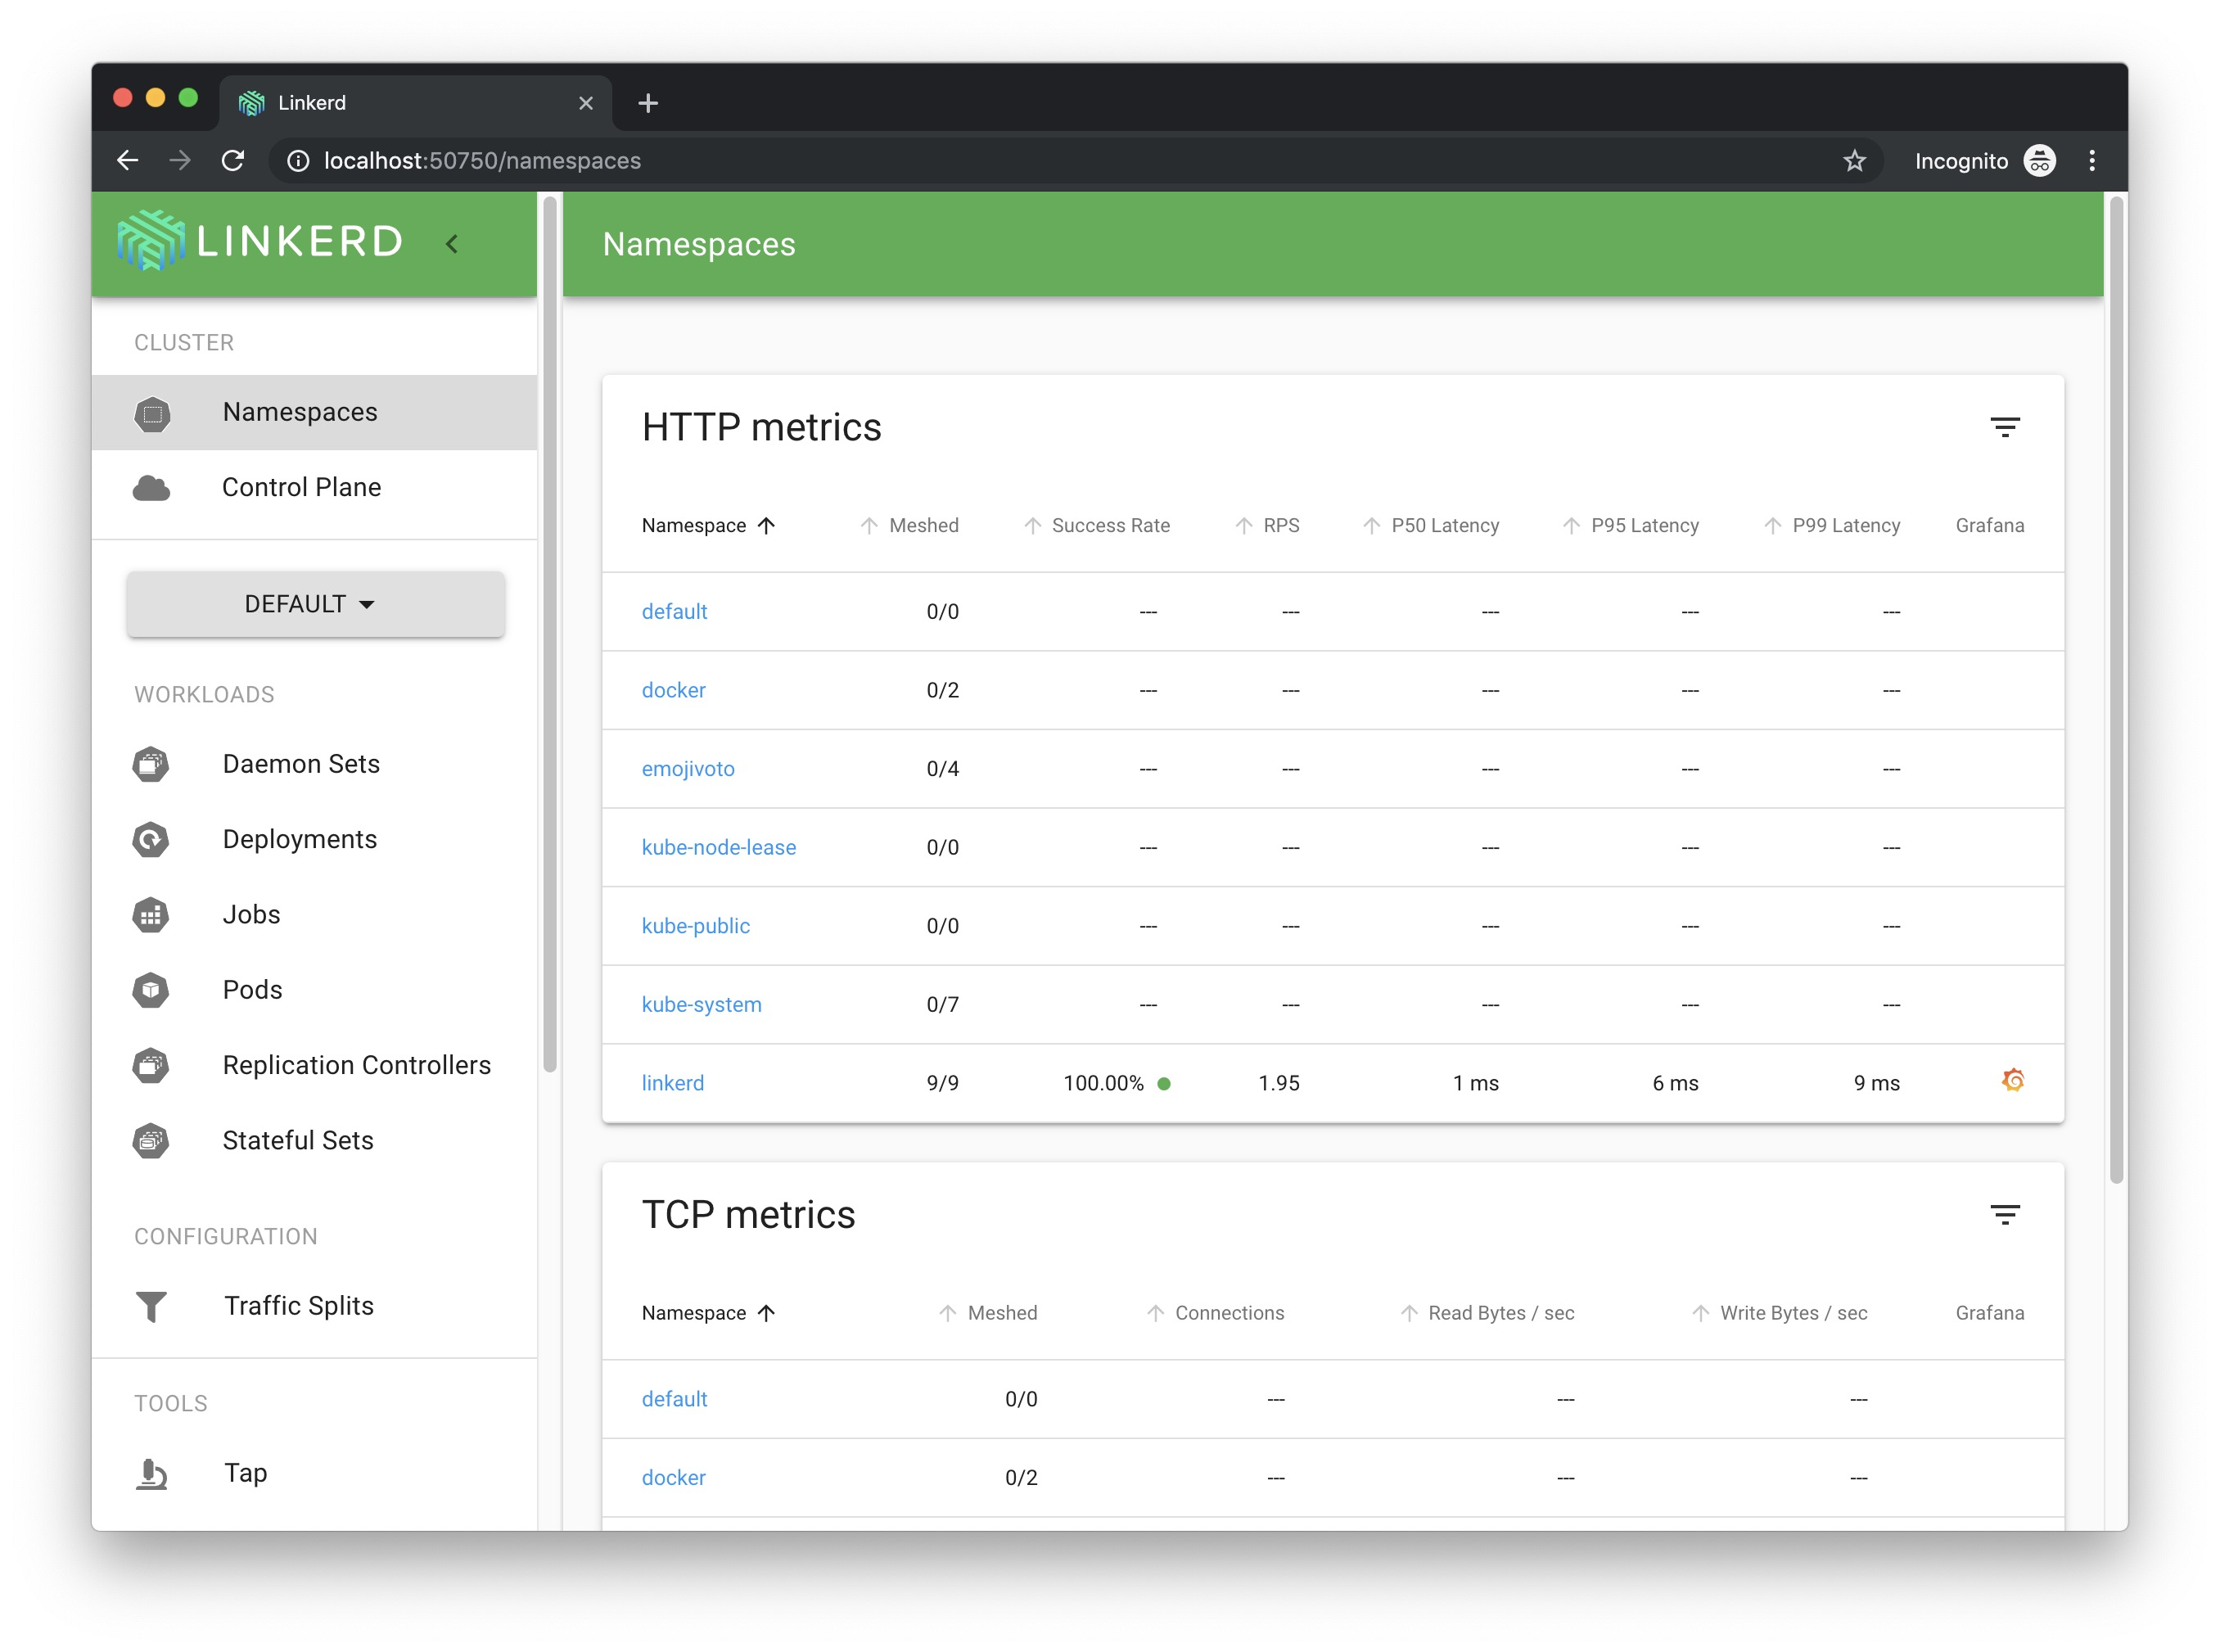 Linkerd
localhost:50750/namespaces
Incognito
LINKERD
Namespaces
CLUSTER
Namespaces
Control Plane
DEFAULT
WORKLOADS
Daemon Sets
Deployments
Jobs
Pods
Replication Controllers
Stateful Sets
CONFIGURATION
Traffic Splits
TOOLS
Tap
HTTP metrics
Namespace Meshed Success Rate RPS P50 Latency P95 Latency P99 Latency Grafana
default 0/0 --- --- --- --- ---
docker 0/2 --- --- --- --- ---
emojivoto 0/4 --- --- --- --- ---
kube-node-lease 0/0 --- --- --- --- ---
kube-public 0/0 --- --- --- --- ---
kube-system 0/7 --- --- --- --- ---
linkerd 9/9 100.00% 1.95 1 ms 6 ms 9 ms
TCP metrics
Namespace Meshed Connections Read Bytes / sec Write Bytes / sec Grafana
default 0/0 --- --- ---
docker 0/2 --- --- ---